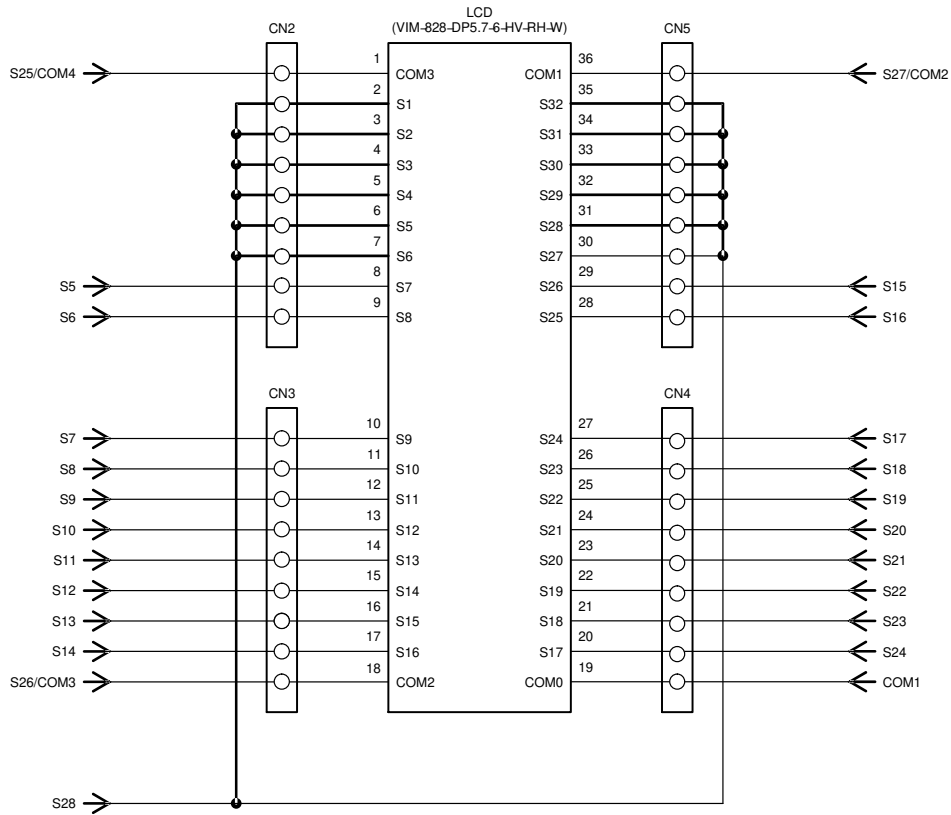 LCD
(VIM-828-DP5.7-6-HV-RH-W)
CN2
CN5
S25/COM4
1
COM3
COM1
36
S27/COM2
2
S1
S32
35
3
S2
S31
34
4
S3
S30
33
5
S4
S29
32
6
S5
S28
31
7
S6
S27
30
S5
8
S7
S26
29
S15
S6
9
S8
S25
28
S16
CN3
CN4
S7
10
S9
S24
27
S17
S8
11
S10
S23
26
S18
S9
12
S11
S22
25
S19
S10
13
S12
S21
24
S20
S11
14
S13
S20
23
S21
S12
15
S14
S19
22
S22
S13
16
S15
S18
21
S23
S14
17
S16
S17
20
S24
S26/COM3
18
COM2
COM0
19
COM1
S28